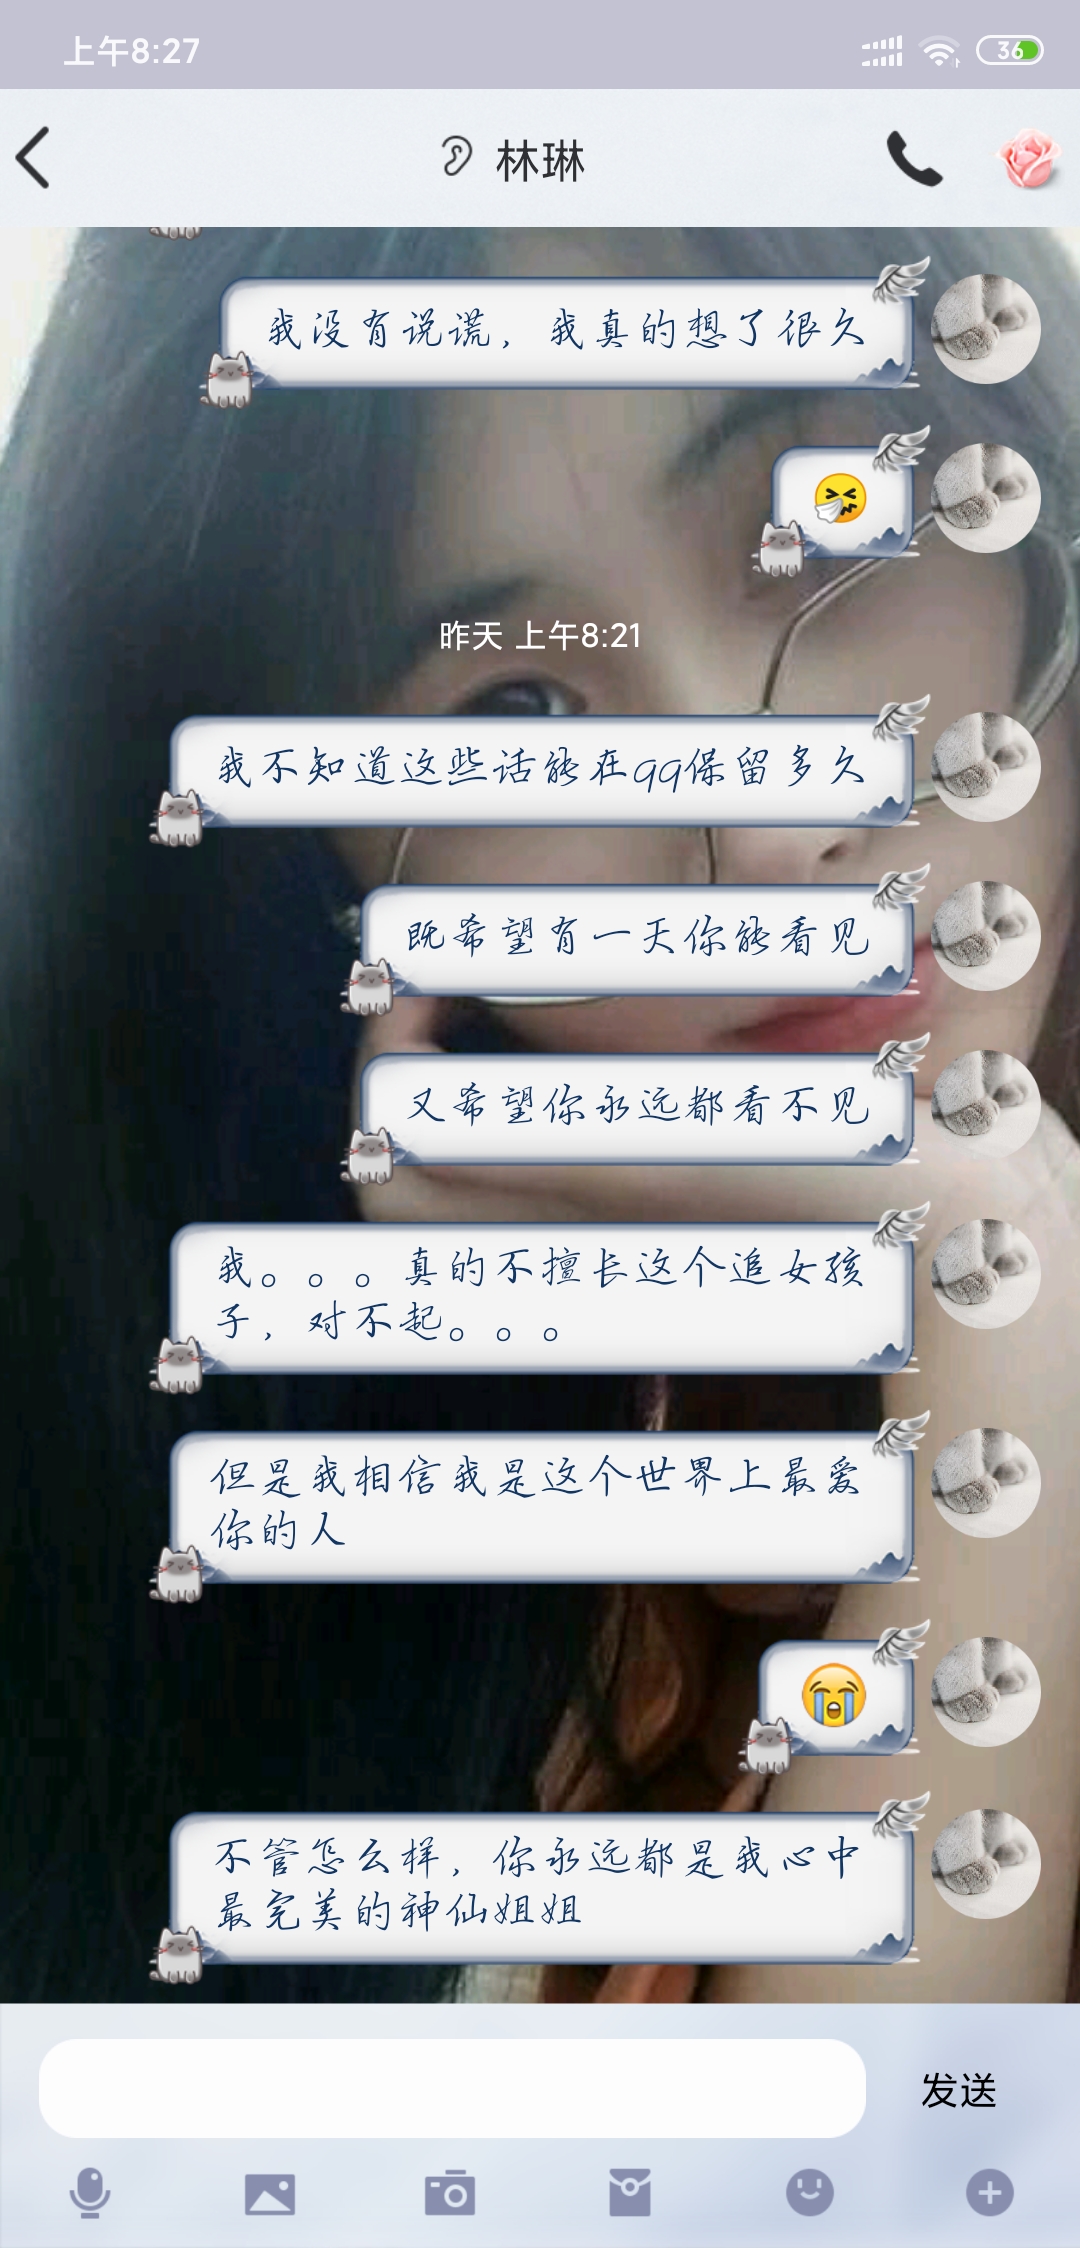 上午8:27
36
林琳
我没有说谎，我真的想了很久
昨天 上午8:21
我不知道这些话能在qq保留多久
既希望有一天你能看见
又希望你永远都看不见
我。。。真的不擅长这个追女孩
子，对不起。。。
但是我相信我是这个世界上最爱
你的人
不管怎么样，你永远都是我心中
最完美的神仙姐姐
发送